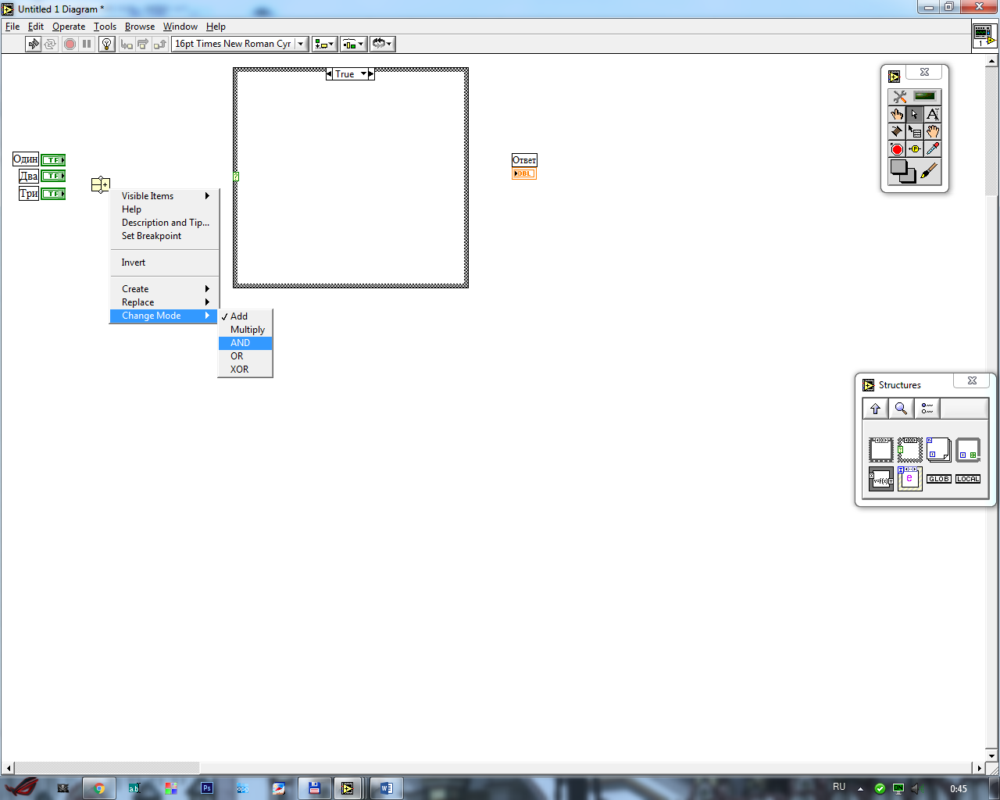 Untitled 1 Diagram *
File Edit Operate Tools Browse Window Help
16pt Times New Roman Cyr
1
True
Один TF
Два TF
Три TF
?
Ответ
DBL
Visible Items
Help
Description and Tip...
Set Breakpoint
Invert
Create
Replace
Change Mode
Add
Multiply
AND
OR
XOR
Structures
GLOB LOCAL
RU 0:45